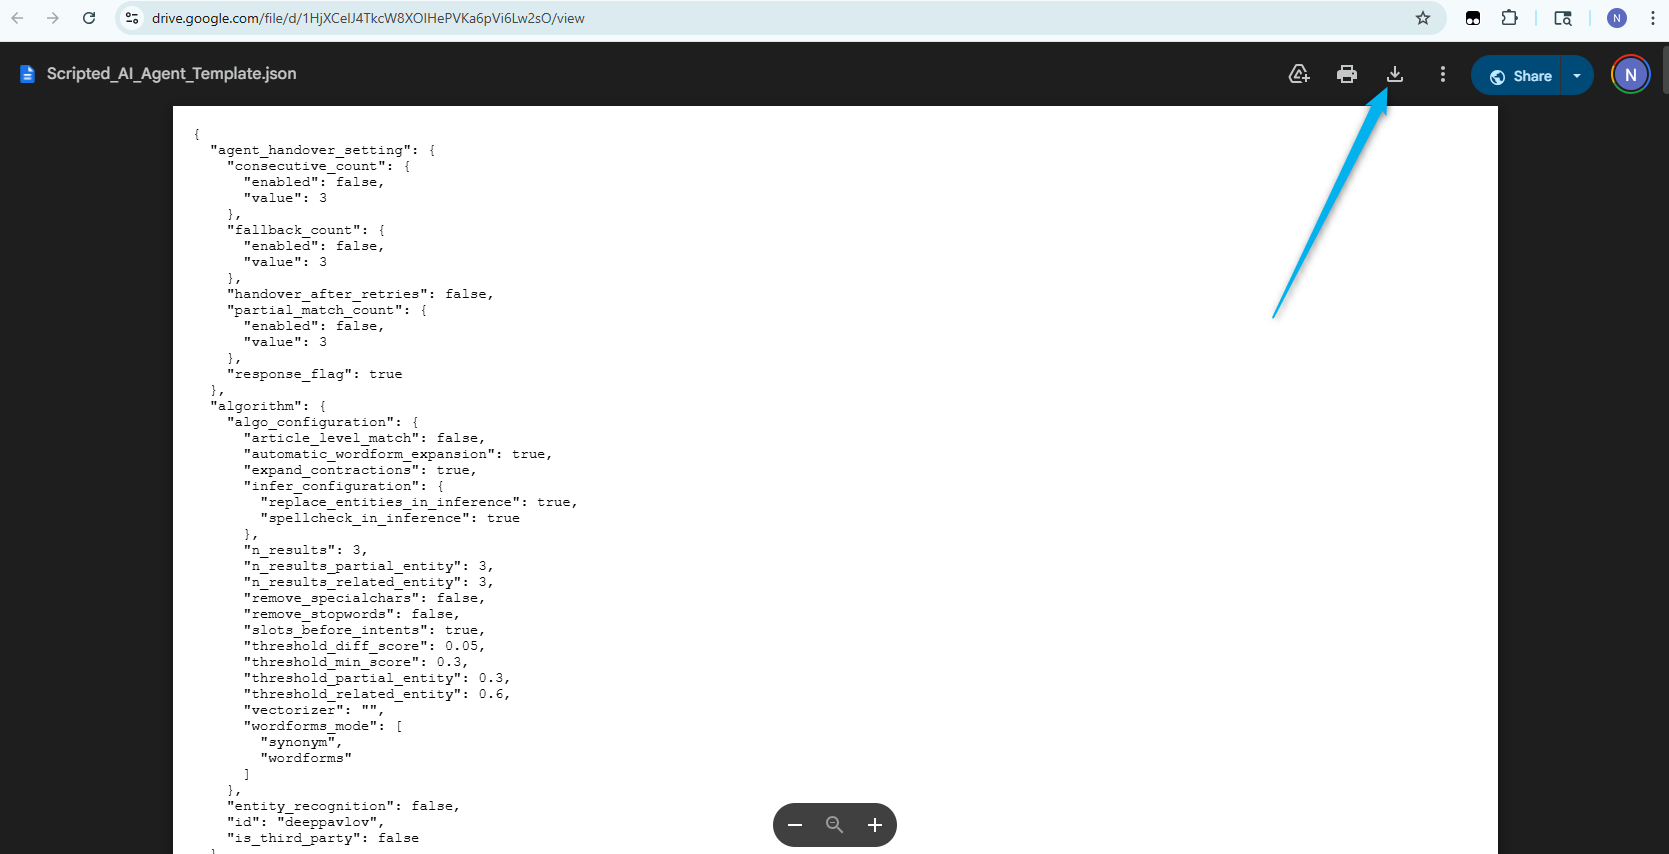 drive.google.com/file/d/1HjXCelJ4TkcW8XOIHePVKa6pVi6Lw2sO/view
N
Scripted_AI_Agent_Template.json
Share
N
{
"agent_handover_setting": {
"consecutive_count": {
"enabled": false,
"value": 3
},
"fallback_count": {
"enabled": false,
"value": 3
},
"handover_after_retries": false,
"partial_match_count": {
"enabled": false,
"value": 3
},
"response_flag": true
},
"algorithm": {
"algo_configuration": {
"article_level_match": false,
"automatic_wordform_expansion": true,
"expand_contractions": true,
"infer_configuration": {
"replace_entities_in_inference": true,
"spellcheck_in_inference": true
},
"n_results": 3,
"n_results_partial_entity": 3,
"n_results_related_entity": 3,
"remove_specialchars": false,
"remove_stopwords": false,
"slots_before_intents": true,
"threshold_diff_score": 0.05,
"threshold_min_score": 0.3,
"threshold_partial_entity": 0.3,
"threshold_related_entity": 0.6,
"vectorizer": "",
"wordforms_mode": [
"synonym",
"wordforms"
]
},
"entity_recognition": false,
"id": "deeppavlov",
"is_third_party": false
}